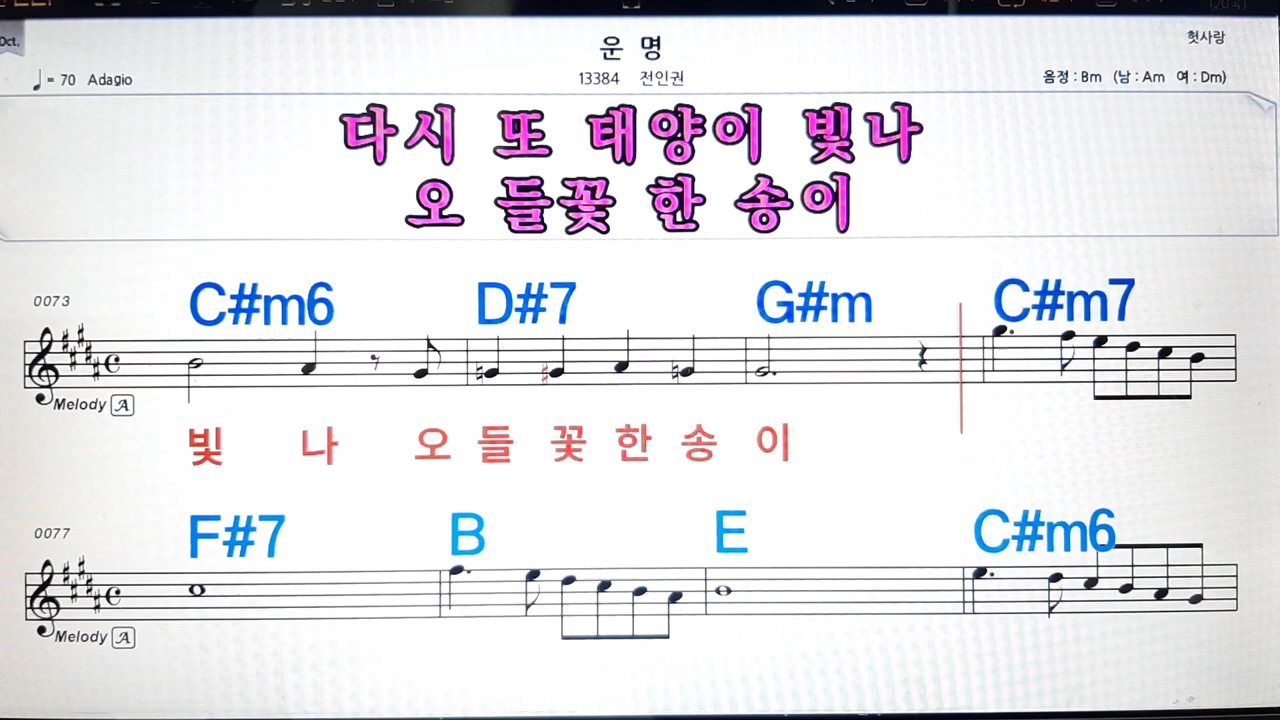 Oct.
운 명
헛사랑
♩ = 70 Adagio
13384 전인권
음정 : Bm (남 : Am 여 : Dm)
다시 또 태양이 빛나
오 들꽃 한 송이
0073
C#m6 D#7 G#m C#m7
Melody A
빛 나 오 들 꽃 한 송 이
0077
F#7 B E C#m6
Melody A